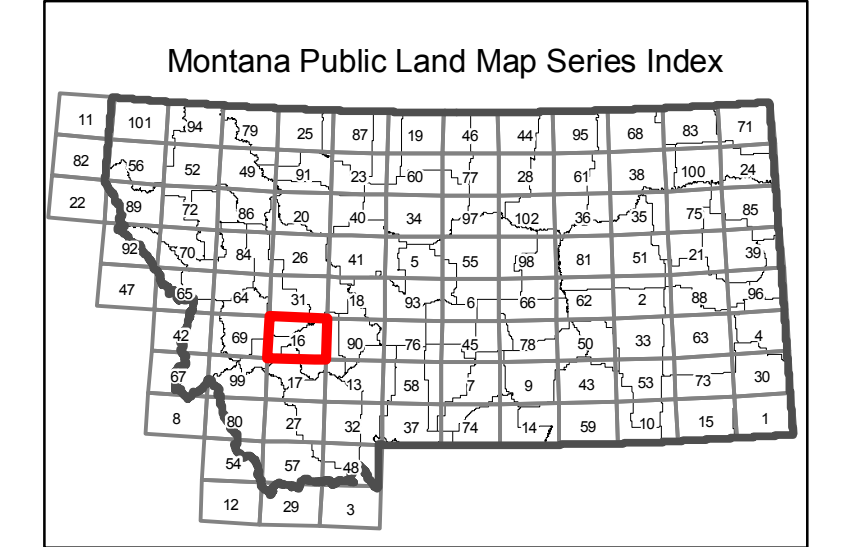 Montana Public Land Map Series Index
11 101 94 79 25 87 19 46 44 95 68 83 71
82 56 52 49 91 23 60 77 28 61 38 100 24
22 89 72 86 20 40 34 97 102 36 35 75 85
92 70 84 26 41 5 55 98 81 51 21 39
47 65 64 31 18 93 6 66 62 2 88 96
42 69 16 90 76 45 78 50 33 63 4
67 99 17 13 58 7 9 43 53 73 30
8 80 27 32 37 74 14 59 10 15 1
54 57 48
12 29 3